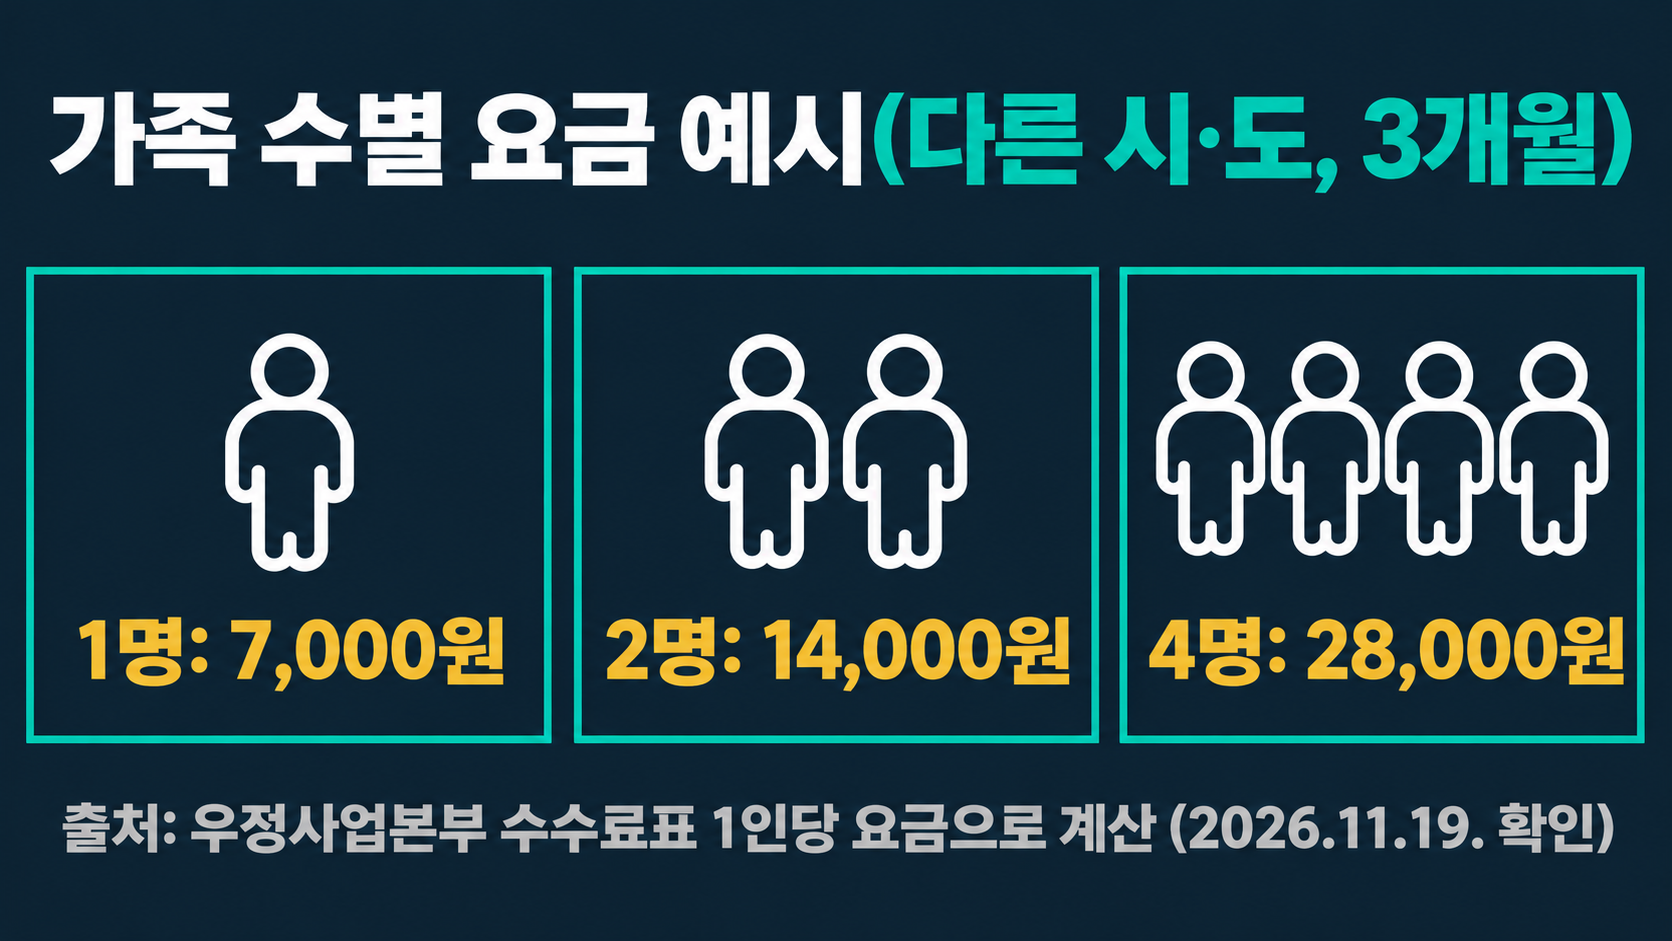 가족 수별 요금 예시(다른 시·도, 3개월)
1명: 7,000원
2명: 14,000원
4명: 28,000원
출처: 우정사업본부 수수료표 1인당 요금으로 계산 (2026.11.19. 확인)